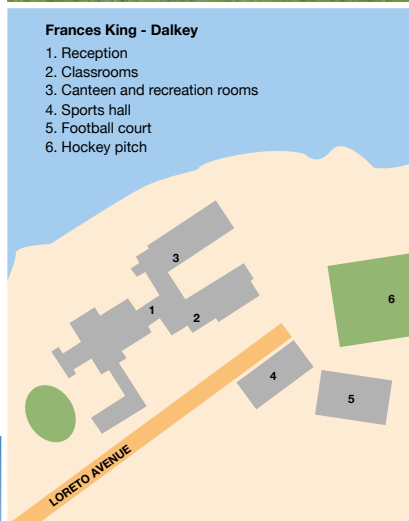 Frances King - Dalkey
1. Reception
2. Classrooms
3. Canteen and recreation rooms
4. Sports hall
5. Football court
6. Hockey pitch
3
1
2
6
4
5
LORETO AVENUE